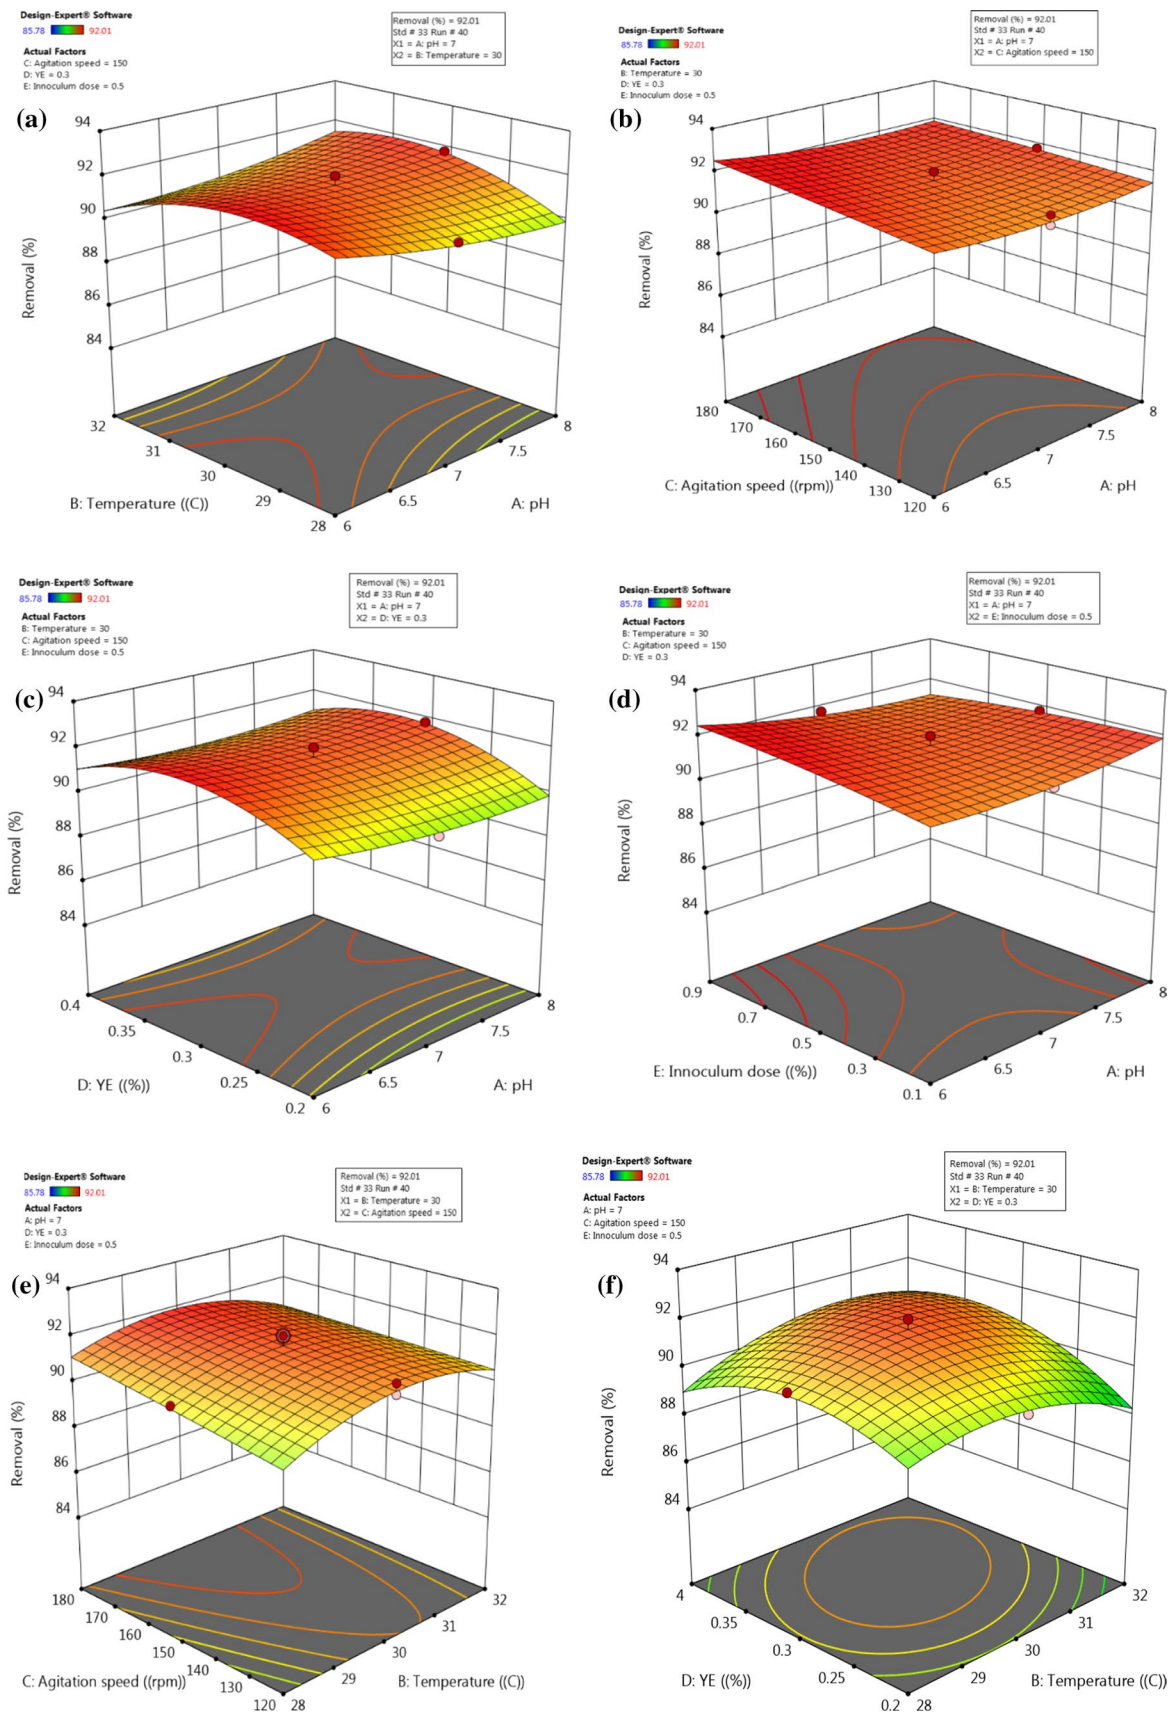 Design-Expert® Software
85.78 92.01
Actual Factors
C: Agitation speed = 150
D: YE = 0.3
E: Innoculum dose = 0.5
Removal (%) = 92.01
Std # 33 Run # 40
X1 = A: pH = 7
X2 = B: Temperature = 30
(a)
94
92
90
88
86
84
Removal (%)
32
31
30
29
28
6
6.5
7
7.5
8
B: Temperature ((C))
A: pH
Design-Expert® Software
85.78 92.01
Actual Factors
B: Temperature = 30
D: YE = 0.3
E: Innoculum dose = 0.5
Removal (%) = 92.01
Std # 33 Run # 40
X1 = A: pH = 7
X2 = C: Agitation speed = 150
(b)
94
92
90
88
86
84
Removal (%)
180
170
160
150
140
130
120
6
6.5
7
7.5
8
C: Agitation speed ((rpm))
A: pH
Design-Expert® Software
85.78 92.01
Actual Factors
B: Temperature = 30
C: Agitation speed = 150
E: Innoculum dose = 0.5
Removal (%) = 92.01
Std # 33 Run # 40
X1 = A: pH = 7
X2 = D: YE = 0.3
(c)
94
92
90
88
86
84
Removal (%)
0.4
0.35
0.3
0.25
0.2
6
6.5
7
7.5
8
D: YE ((%))
A: pH
Design-Expert® Software
85.78 92.01
Actual Factors
B: Temperature = 30
C: Agitation speed = 150
D: YE = 0.3
Removal (%) = 92.01
Std # 33 Run # 40
X1 = A: pH = 7
X2 = E: Innoculum dose = 0.5
(d)
94
92
90
88
86
84
Removal (%)
0.9
0.7
0.5
0.3
0.1
6
6.5
7
7.5
8
E: Innoculum dose ((%))
A: pH
Design-Expert® Software
85.78 92.01
Actual Factors
A: pH = 7
D: YE = 0.3
E: Innoculum dose = 0.5
Removal (%) = 92.01
Std # 33 Run # 40
X1 = B: Temperature = 30
X2 = C: Agitation speed = 150
(e)
94
92
90
88
86
84
Removal (%)
180
170
160
150
140
130
120
28
29
30
31
32
C: Agitation speed ((rpm))
B: Temperature ((C))
Design-Expert® Software
85.78 92.01
Actual Factors
A: pH = 7
C: Agitation speed = 150
E: Innoculum dose = 0.5
Removal (%) = 92.01
Std # 33 Run # 40
X1 = B: Temperature = 30
X2 = D: YE = 0.3
(f)
94
92
90
88
86
84
Removal (%)
4
0.35
0.3
0.25
0.2
28
29
30
31
32
D: YE ((%))
B: Temperature ((C))